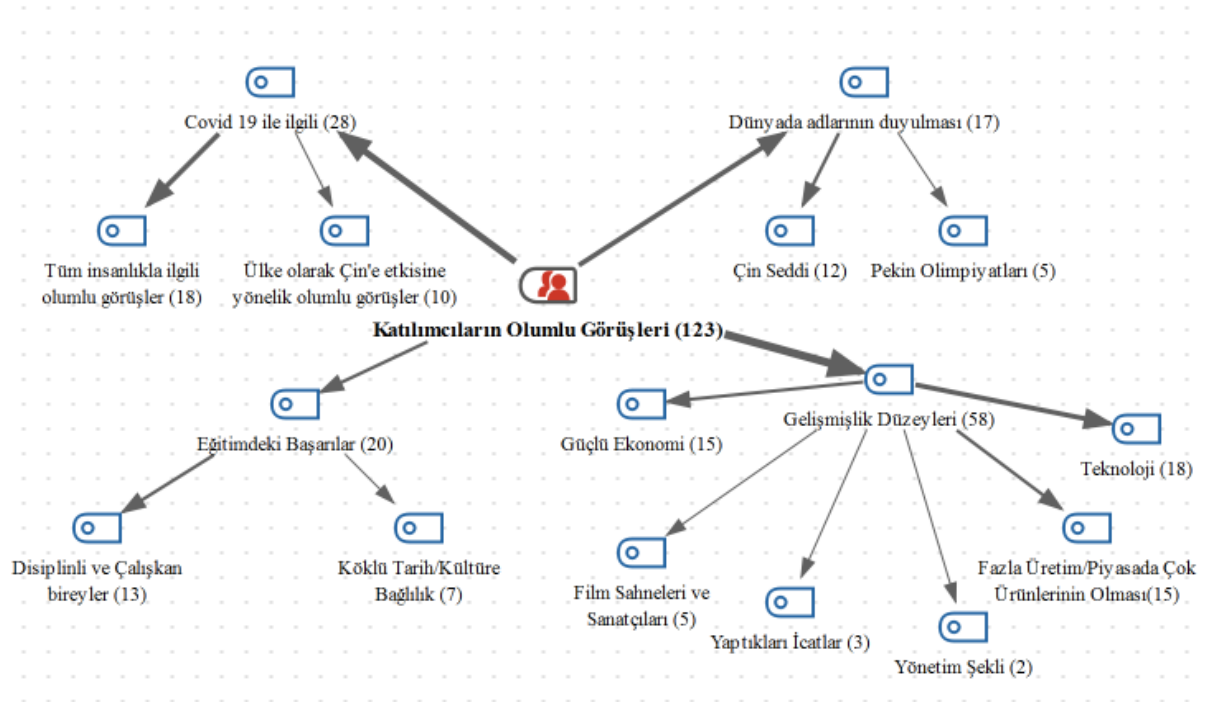 Covid 19 ile ilgili (28)
Dünyada adlarının duyulması (17)
Tüm insanlıkla ilgili
olumlu görüşler (18)
Ülke olarak Çin'e etkisine
yönelik olumlu görüşler (10)
Çin Seddi (12)
Pekin Olimpiyatları (5)
Katılımcıların Olumlu Görüşleri (123)
Eğitimdeki Başarılar (20)
Güçlü Ekonomi (15)
Gelişmişlik Düzeyleri (58)
Teknoloji (18)
Disiplinli ve Çalışkan
bireyler (13)
Köklü Tarih/Kültüre
Bağlılık (7)
Film Sahneleri ve
Sanatçıları (5)
Yaptıkları İcatlar (3)
Yönetim Şekli (2)
Fazla Üretim/Piyasada Çok
Ürünlerinin Olması(15)